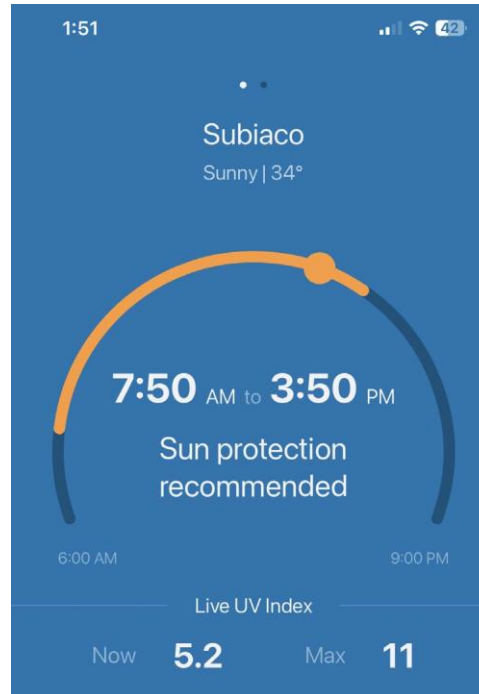 1:51 42
Subiaco
Sunny | 34°
7:50 AM to 3:50 PM
Sun protection
recommended
6:00 AM 9:00 PM
Live UV Index
Now 5.2 Max 11